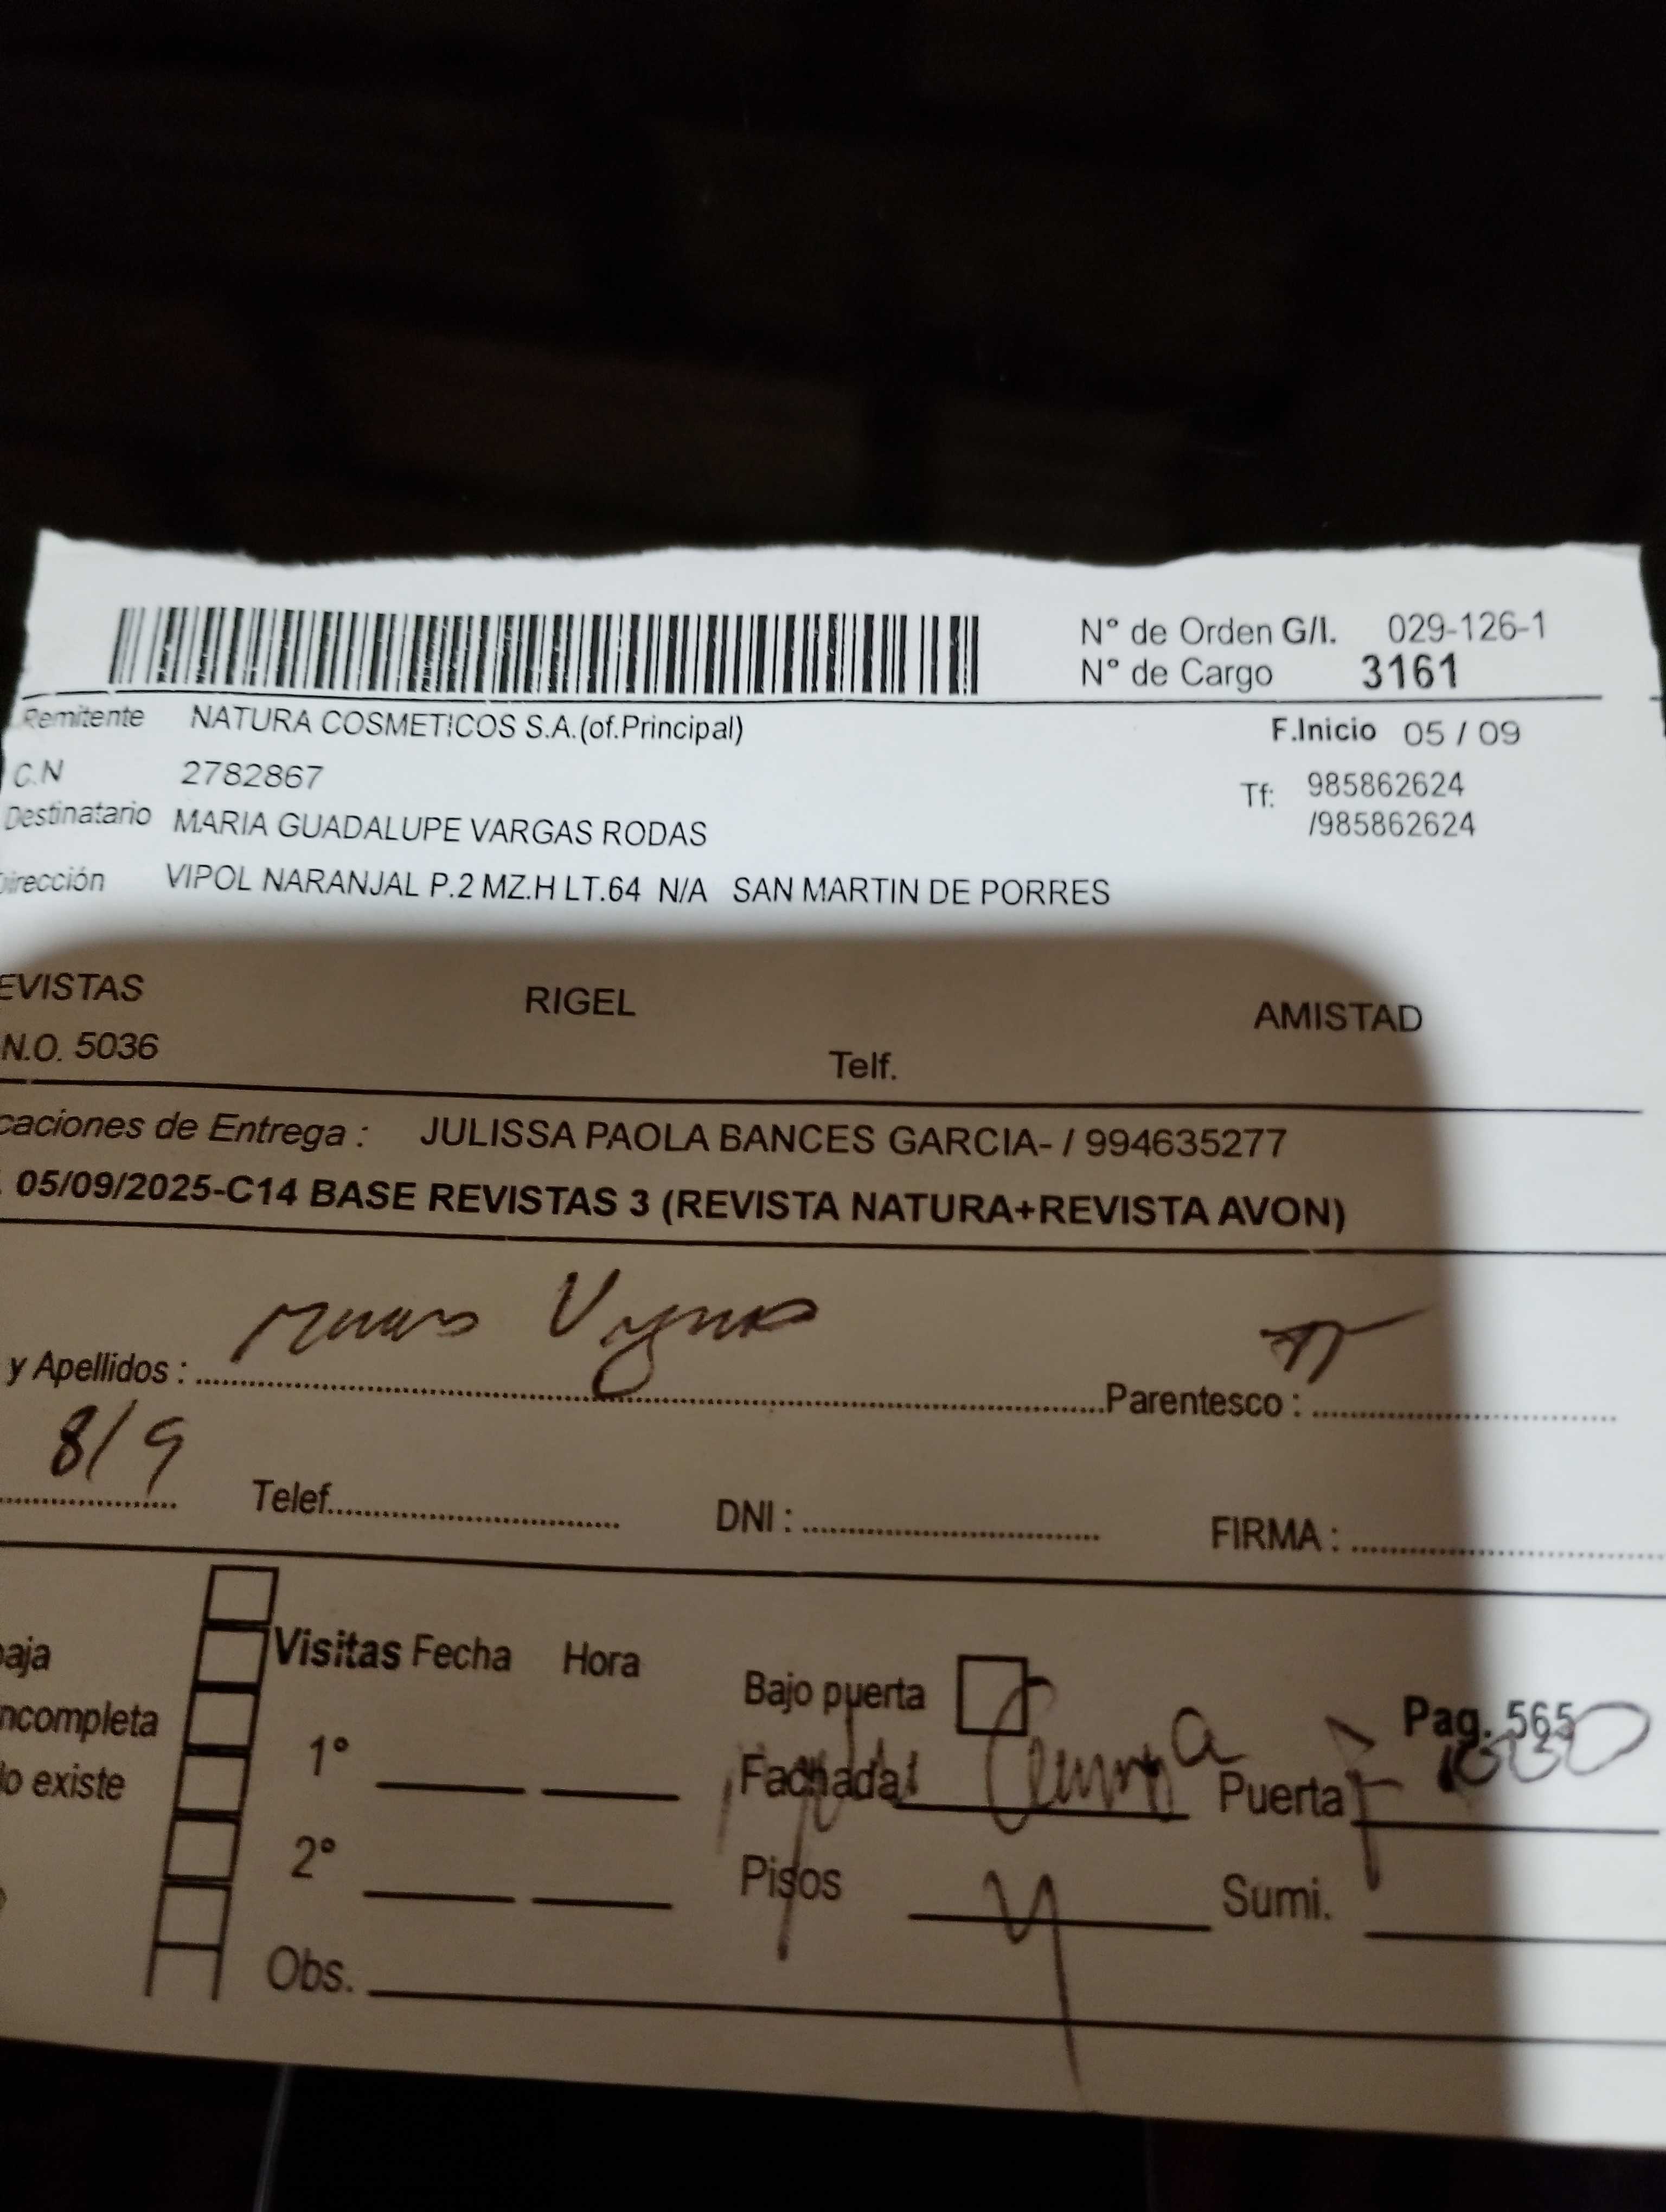 N° de Orden G/I. 029-126-1
N° de Cargo 3161
Remitente NATURA COSMETICOS S.A.(of.Principal) F.Inicio 05 / 09
C.N 2782867 Tf: 985862624
/985862624
Destinatario MARIA GUADALUPE VARGAS RODAS
Dirección VIPOL NARANJAL P.2 MZ.H LT.64 N/A SAN MARTIN DE PORRES
EVISTAS RIGEL AMISTAD
N.O. 5036 Telf.
caciones de Entrega : JULISSA PAOLA BANCES GARCIA- / 994635277
05/09/2025-C14 BASE REVISTAS 3 (REVISTA NATURA+REVISTA AVON)
y Apellidos : Parentesco :
8/9 Telef. DNI : FIRMA :
baja Visitas Fecha Hora Bajo puerta Pag. 565
ncompleta 1° Fachada Puerta
lo existe 2° Pisos 4 Sumi.
Obs.